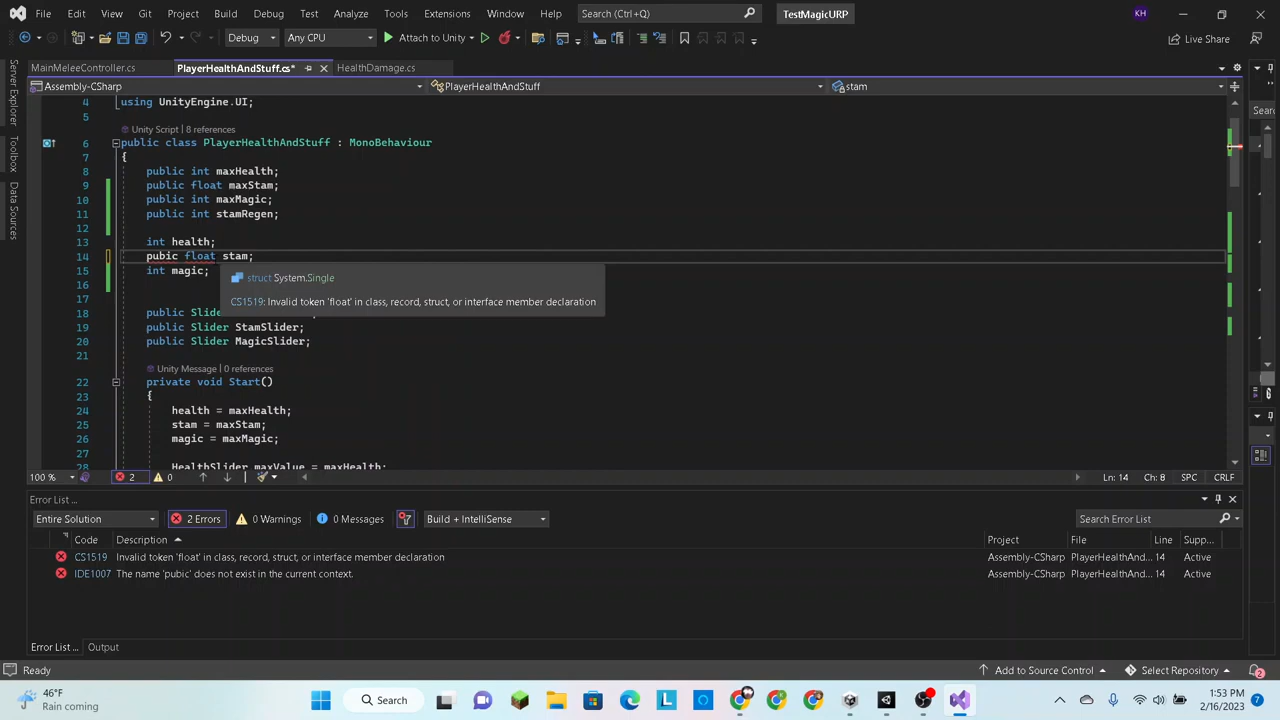 File Edit View Git Project Build Debug Test Analyze Tools Extensions Window Help Search (Ctrl+Q) TestMagicURP KH
Debug Any CPU Attach to Unity Live Share
MainMeleeController.cs PlayerHealthAndStuff.cs* HealthDamage.cs
Assembly-CSharp PlayerHealthAndStuff stam
Server Explorer
Toolbox
Data Sources
4 using UnityEngine.UI;
5
Unity Script | 8 references
6 public class PlayerHealthAndStuff : MonoBehaviour
7 {
8 public int maxHealth;
9 public float maxStam;
10 public int maxMagic;
11 public int stamRegen;
12
13 int health;
14 pubic float stam;
15 int magic;
16
struct System.Single
CS1519: Invalid token 'float' in class, record, struct, or interface member declaration
17
18 public Slide
19 public Slider StamSlider;
20 public Slider MagicSlider;
21
Unity Message | 0 references
22 private void Start()
23 {
24 health = maxHealth;
25 stam = maxStam;
26 magic = maxMagic;
27
28 HealthSlider.maxValue = maxHealth;
100 % 2 0 Ln: 14 Ch: 8 SPC CRLF
Error List ...
Entire Solution 2 Errors 0 Warnings 0 Messages Build + IntelliSense Search Error List
Code Description Project File Line Supp...
CS1519 Invalid token 'float' in class, record, struct, or interface member declaration Assembly-CSharp PlayerHealthAnd... 14 Active
IDE1007 The name 'pubic' does not exist in the current context. Assembly-CSharp PlayerHealthAnd... 14 Active
Error List ... Output
Ready Add to Source Control Select Repository 2
46°F
Rain coming
Search
1:53 PM
2/16/2023
7
Sear